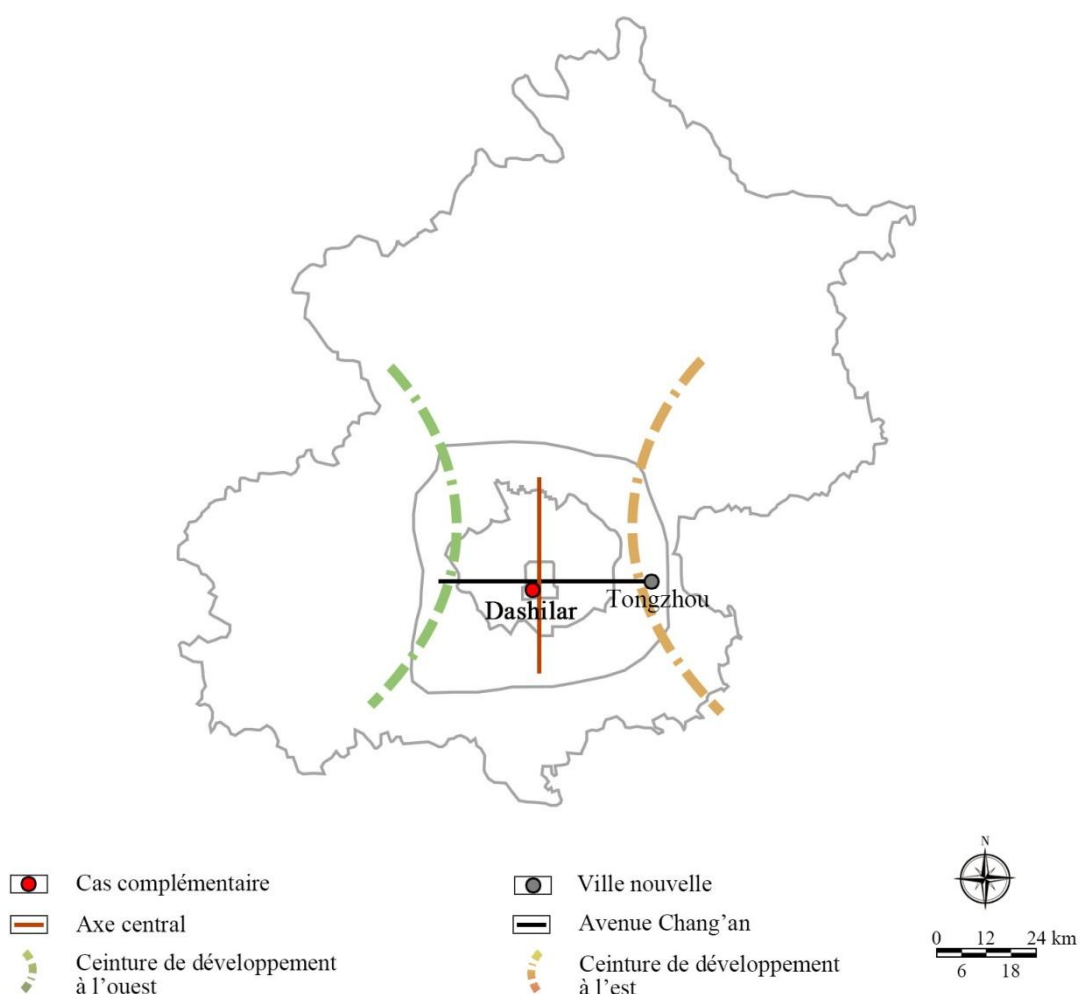 Dashilar
Tongzhou
Cas complémentaire
Axe central
Ceinture de développement
à l'ouest
Ville nouvelle
Avenue Chang'an
Ceinture de développement
à l'est
N
0 12 24 km
6 18